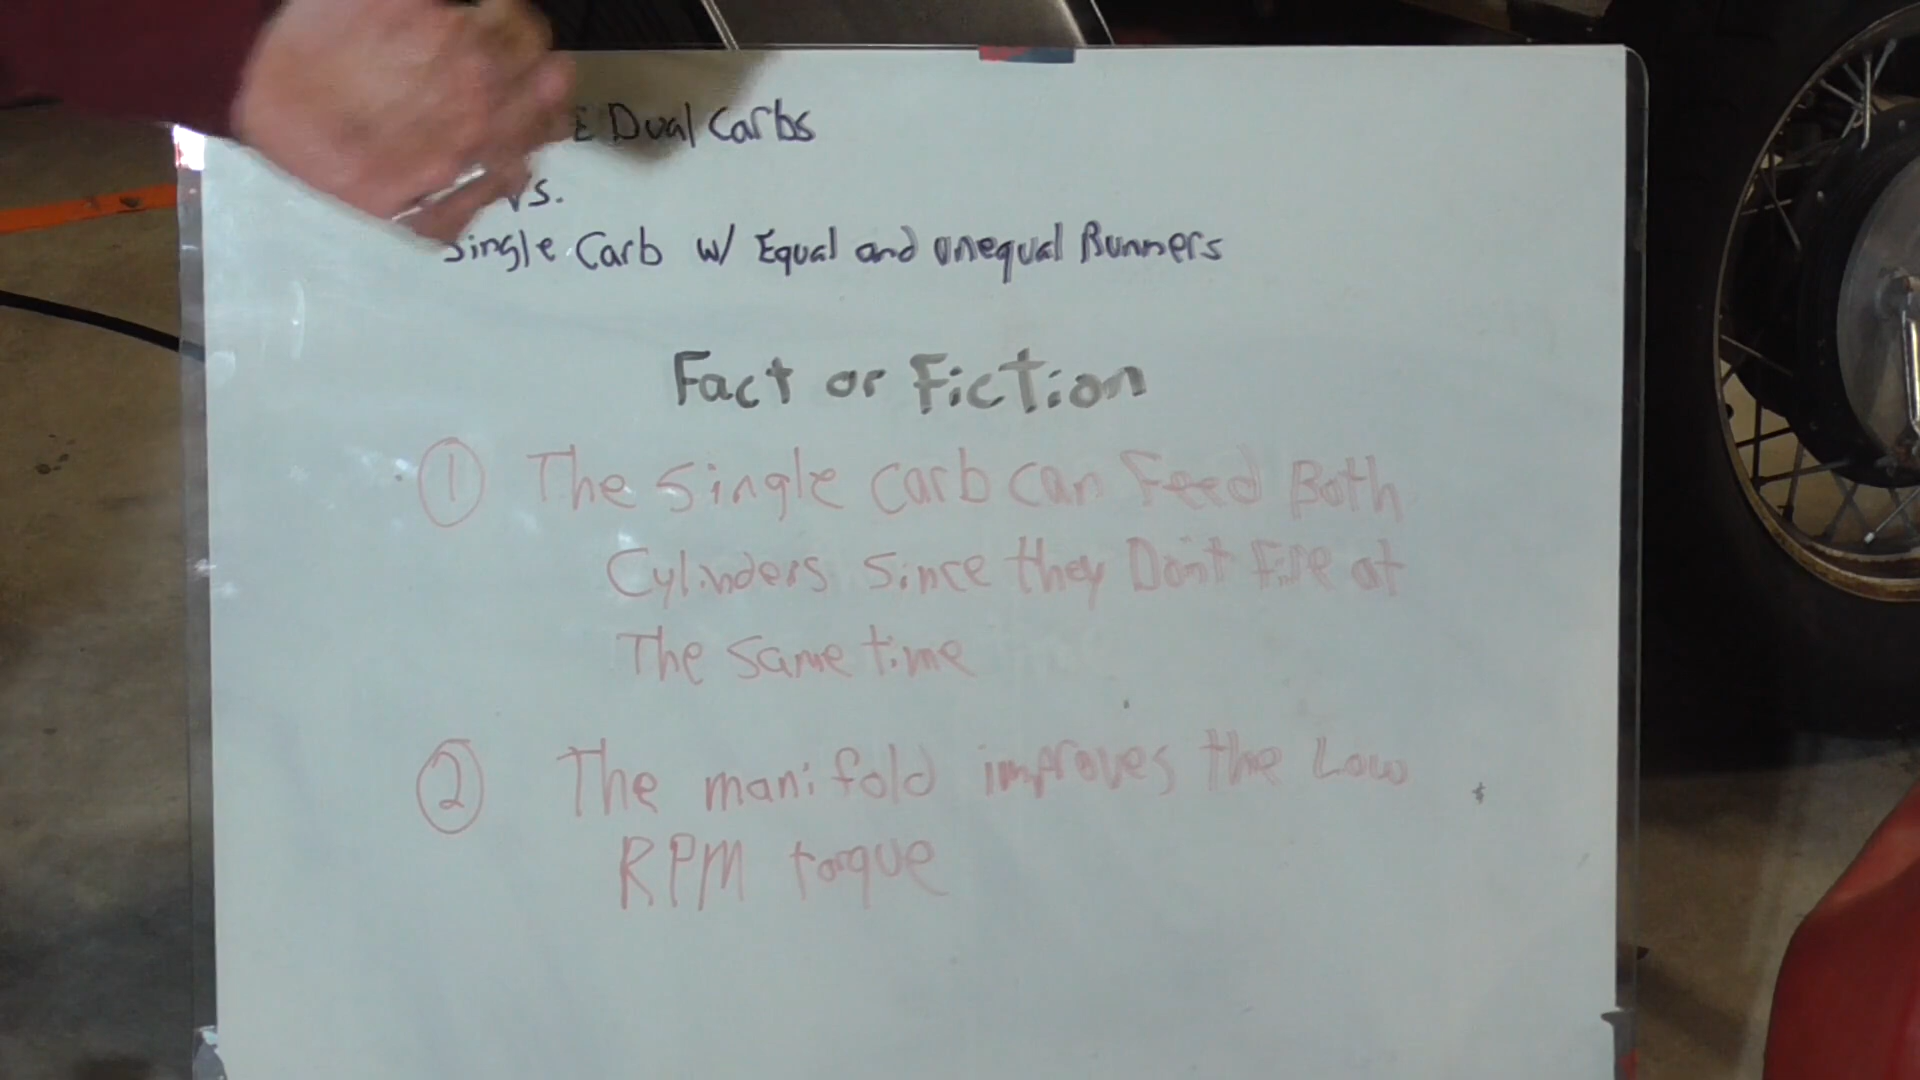 Dual Carbs
vs.
Single Carb w/ Equal and unequal Runners
Fact or Fiction
1 The Single Carb can Feed Both
Cylinders Since they Don't Fire at
The Same time
2 The manifold improves the Low
RPM torque